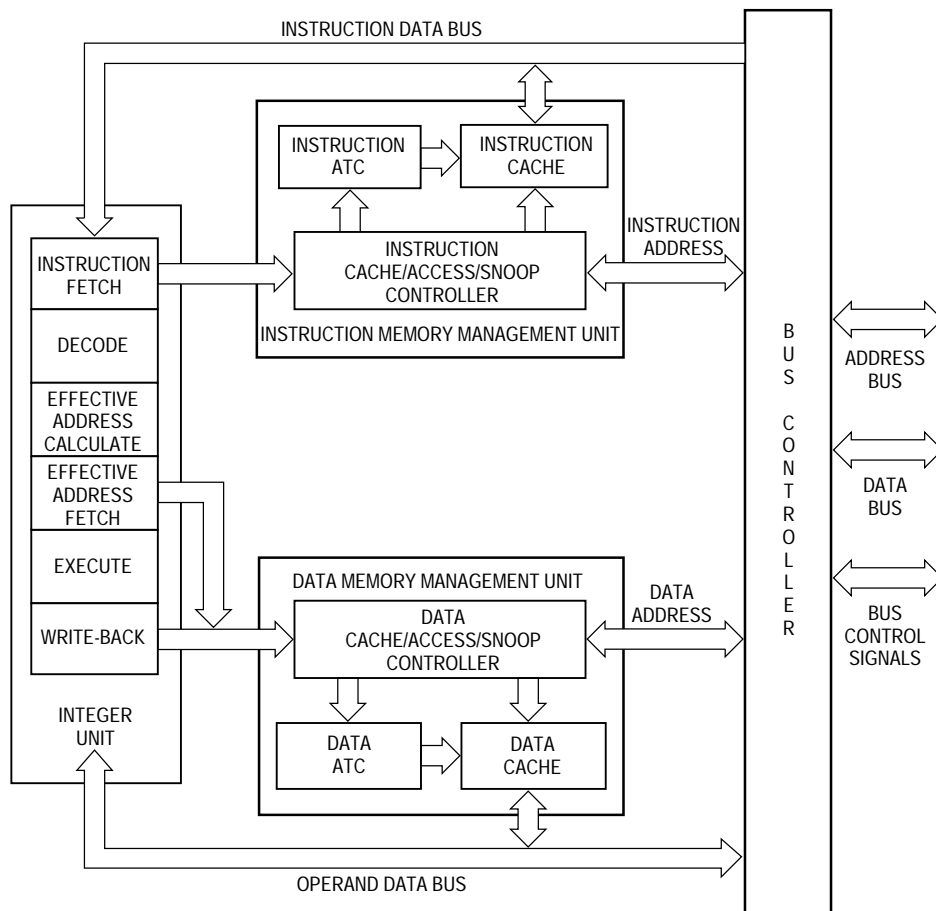 INSTRUCTION DATA BUS
INSTRUCTION
ATC
INSTRUCTION
CACHE
INSTRUCTION
CACHE/ACCESS/SNOOP
CONTROLLER
INSTRUCTION MEMORY MANAGEMENT UNIT
INSTRUCTION
ADDRESS
INSTRUCTION
FETCH
DECODE
EFFECTIVE
ADDRESS
CALCULATE
EFFECTIVE
ADDRESS
FETCH
EXECUTE
WRITE-BACK
INTEGER
UNIT
DATA MEMORY MANAGEMENT UNIT
DATA
CACHE/ACCESS/SNOOP
CONTROLLER
DATA
ATC
DATA
CACHE
DATA
ADDRESS
OPERAND DATA BUS
BUS CONTROLLER
ADDRESS
BUS
DATA
BUS
BUS
CONTROL
SIGNALS